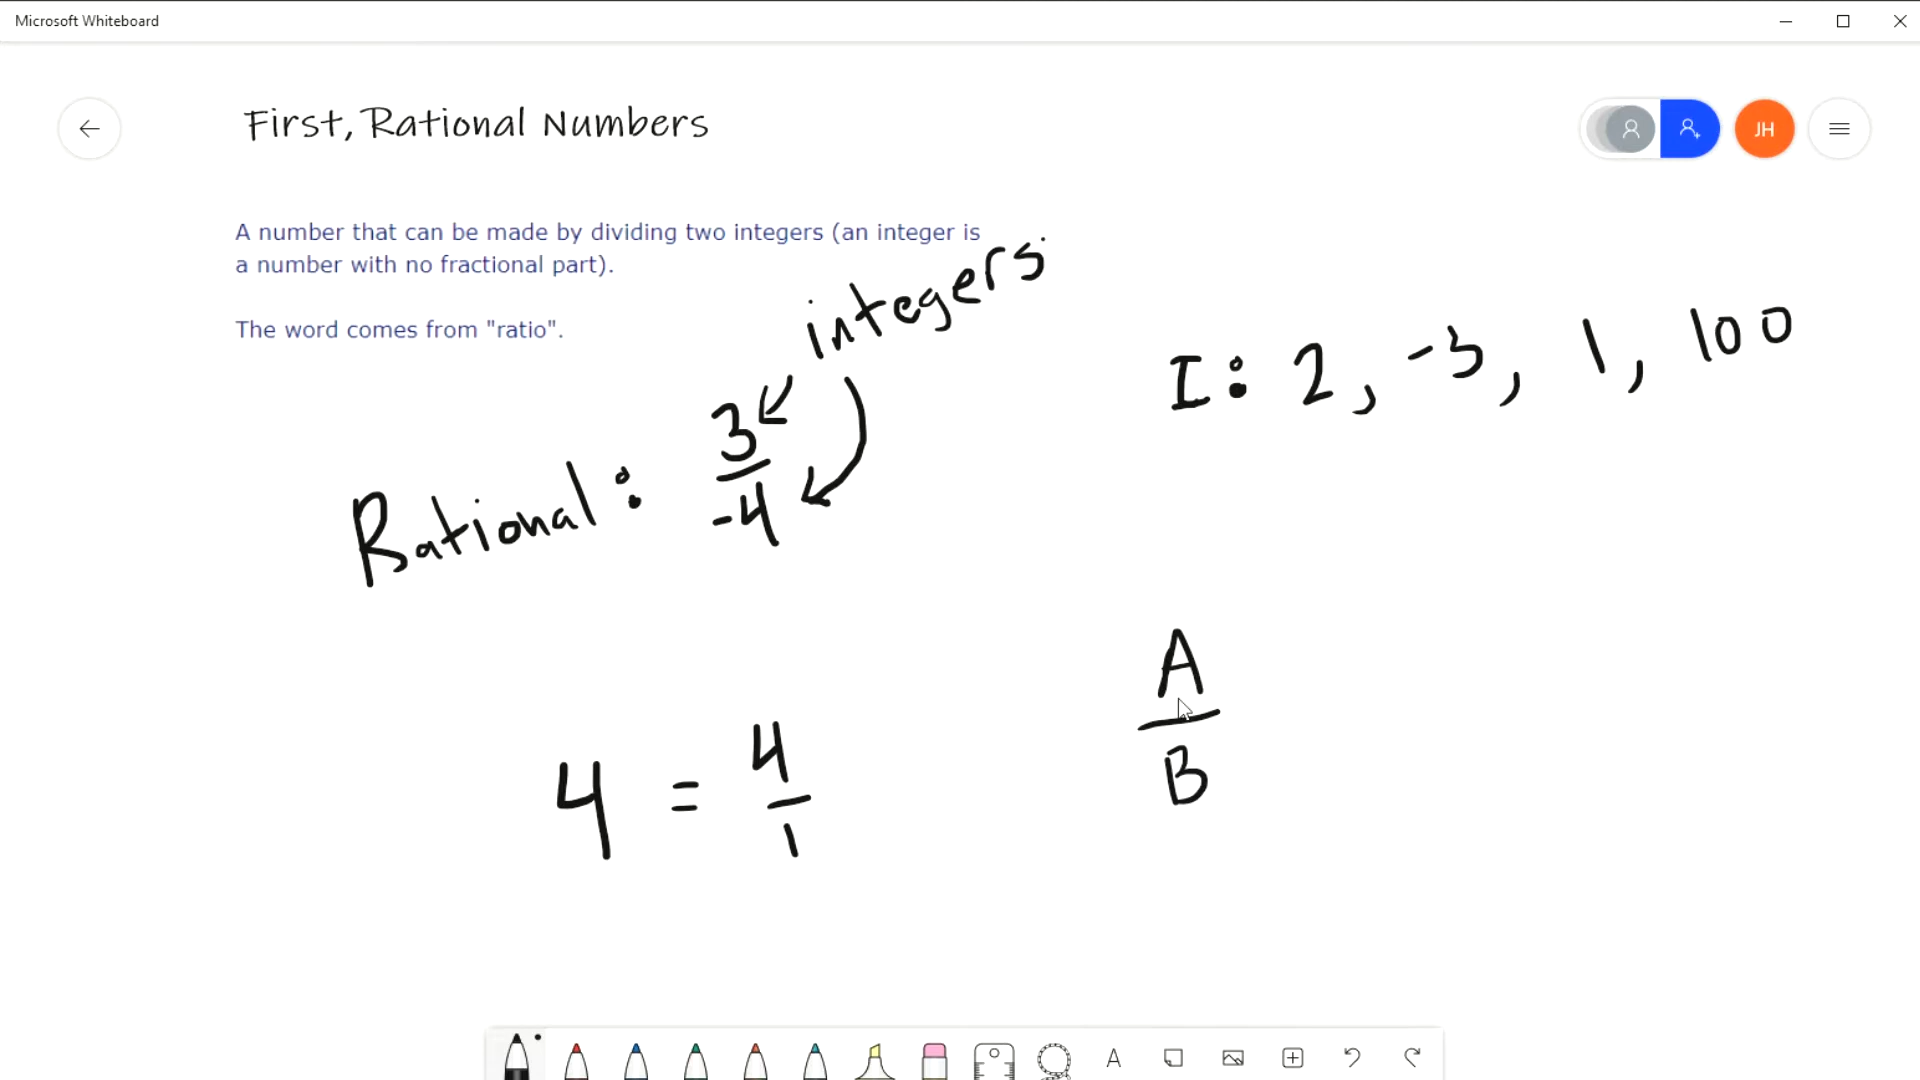 Microsoft Whiteboard
First, Rational Numbers
JH
A number that can be made by dividing two integers (an integer is
a number with no fractional part).
The word comes from "ratio".
integers
I: 2, -3, 1, 100
Rational: 3/-4
4 = 4/1
A/B
A